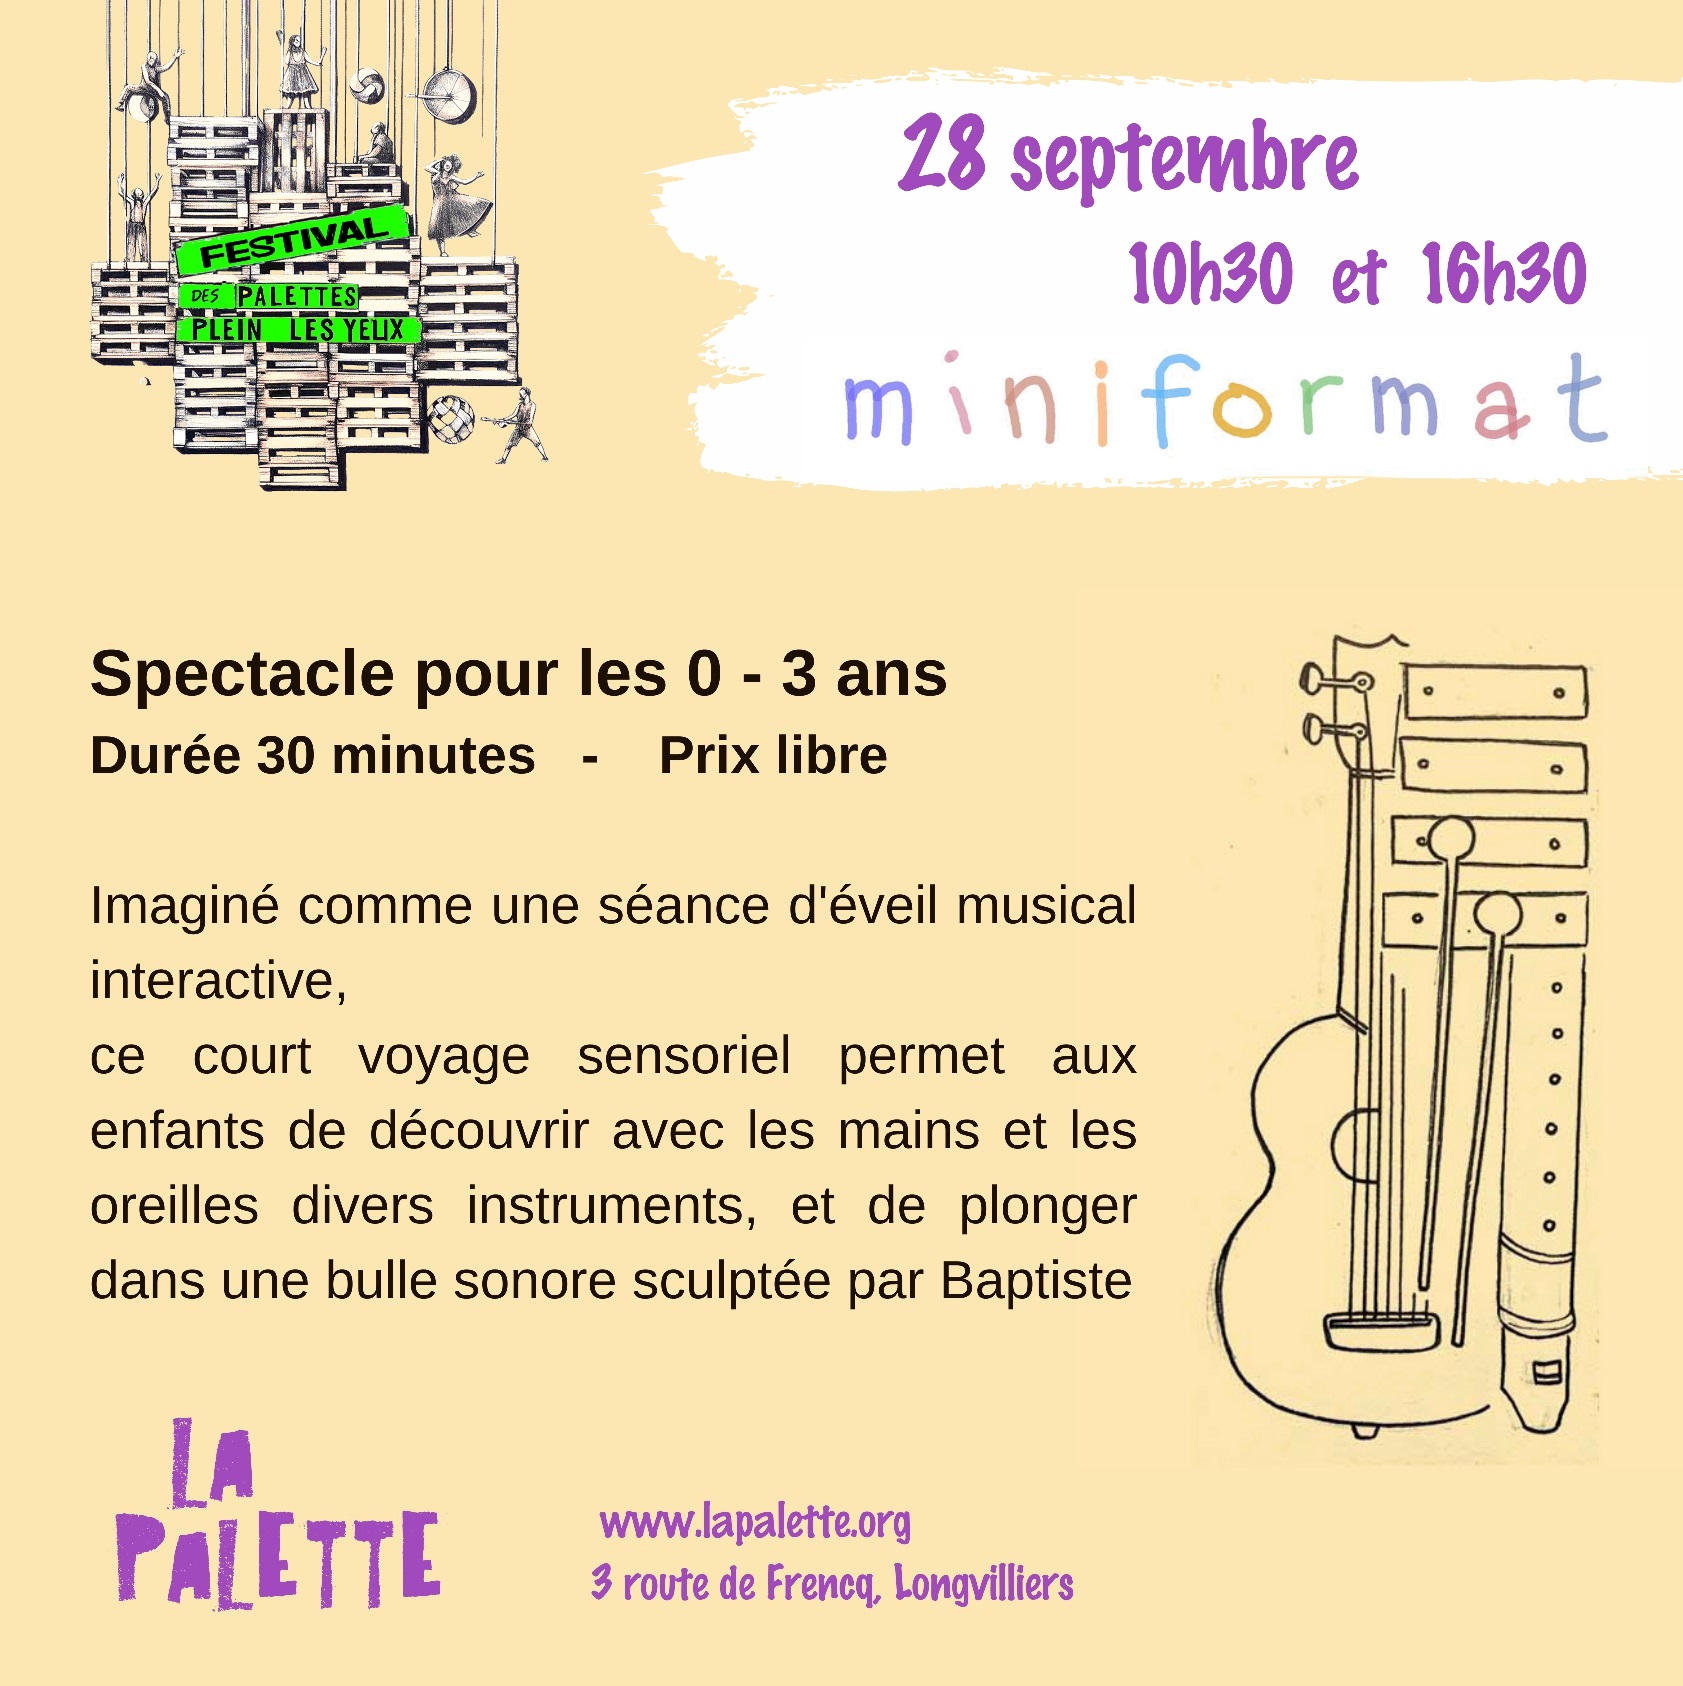 FESTIVAL
DES PALETTES
PLEIN LES YEUX
28 septembre
10h30 et 16h30
miniformat
Spectacle pour les 0 - 3 ans
Durée 30 minutes - Prix libre
Imaginé comme une séance d'éveil musical
interactive,
ce court voyage sensoriel permet aux
enfants de découvrir avec les mains et les
oreilles divers instruments, et de plonger
dans une bulle sonore sculptée par Baptiste
LA
PALETTE
www.lapalette.org
3 route de Frencq, Longvilliers